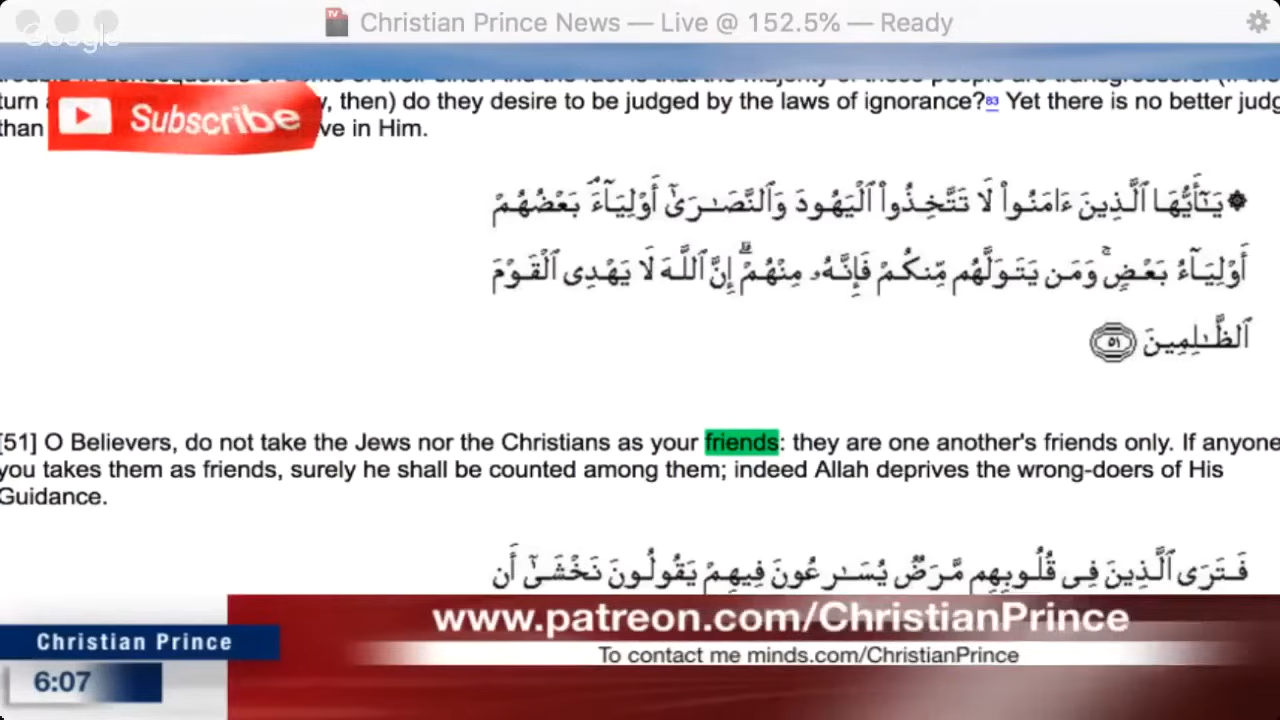 Christian Prince News — Live @ 152.5% — Ready
Google
turn
, then) do they desire to be judged by the laws of ignorance?83 Yet there is no better judg
than
ve in Him.
Subscribe
۞ يَـٰٓأَيُّهَا ٱلَّذِينَ ءَامَنُوا۟ لَا تَتَّخِذُوا۟ ٱلْيَهُودَ وَٱلنَّصَـٰرَىٰٓ أَوْلِيَآءَ ۘ بَعْضُهُمْ
أَوْلِيَآءُ بَعْضٍ ۚ وَمَن يَتَوَلَّهُم مِّنكُمْ فَإِنَّهُۥ مِنْهُمْ ۗ إِنَّ ٱللَّهَ لَا يَهْدِى ٱلْقَوْمَ
ٱلظَّـٰلِمِينَ ٥١
[51] O Believers, do not take the Jews nor the Christians as your friends: they are one another's friends only. If anyone
you takes them as friends, surely he shall be counted among them; indeed Allah deprives the wrong-doers of His
Guidance.
فَتَرَى ٱلَّذِينَ فِى قُلُوبِهِم مَّرَضٌ يُسَـٰرِعُونَ فِيهِمْ يَقُولُونَ نَخْشَىٰٓ أَن
www.patreon.com/ChristianPrince
To contact me minds.com/ChristianPrince
Christian Prince
6:07